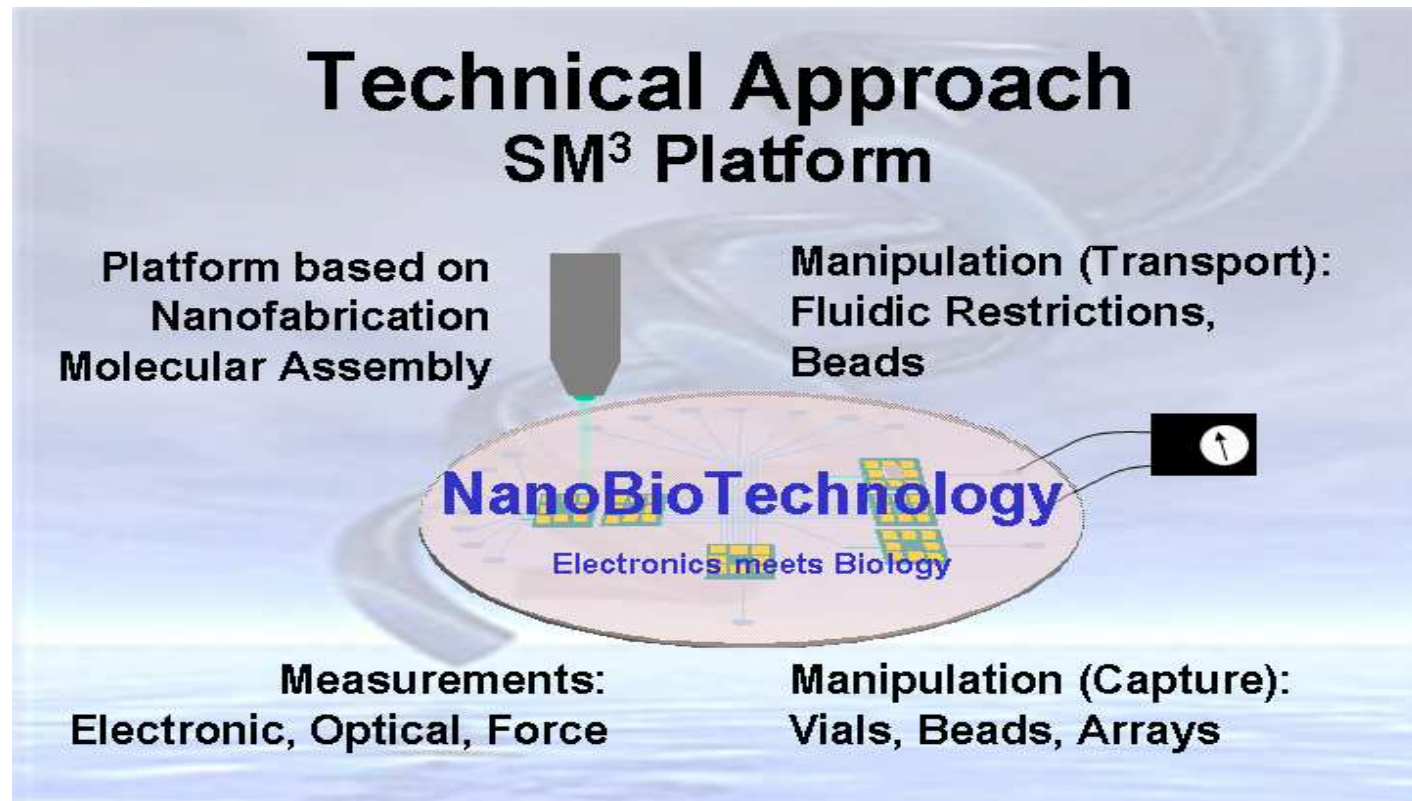 Technical Approach
SM³ Platform
Platform based on
Nanofabrication
Molecular Assembly
Manipulation (Transport):
Fluidic Restrictions,
Beads
NanoBioTechnology
Electronics meets Biology
Measurements:
Electronic, Optical, Force
Manipulation (Capture):
Vials, Beads, Arrays